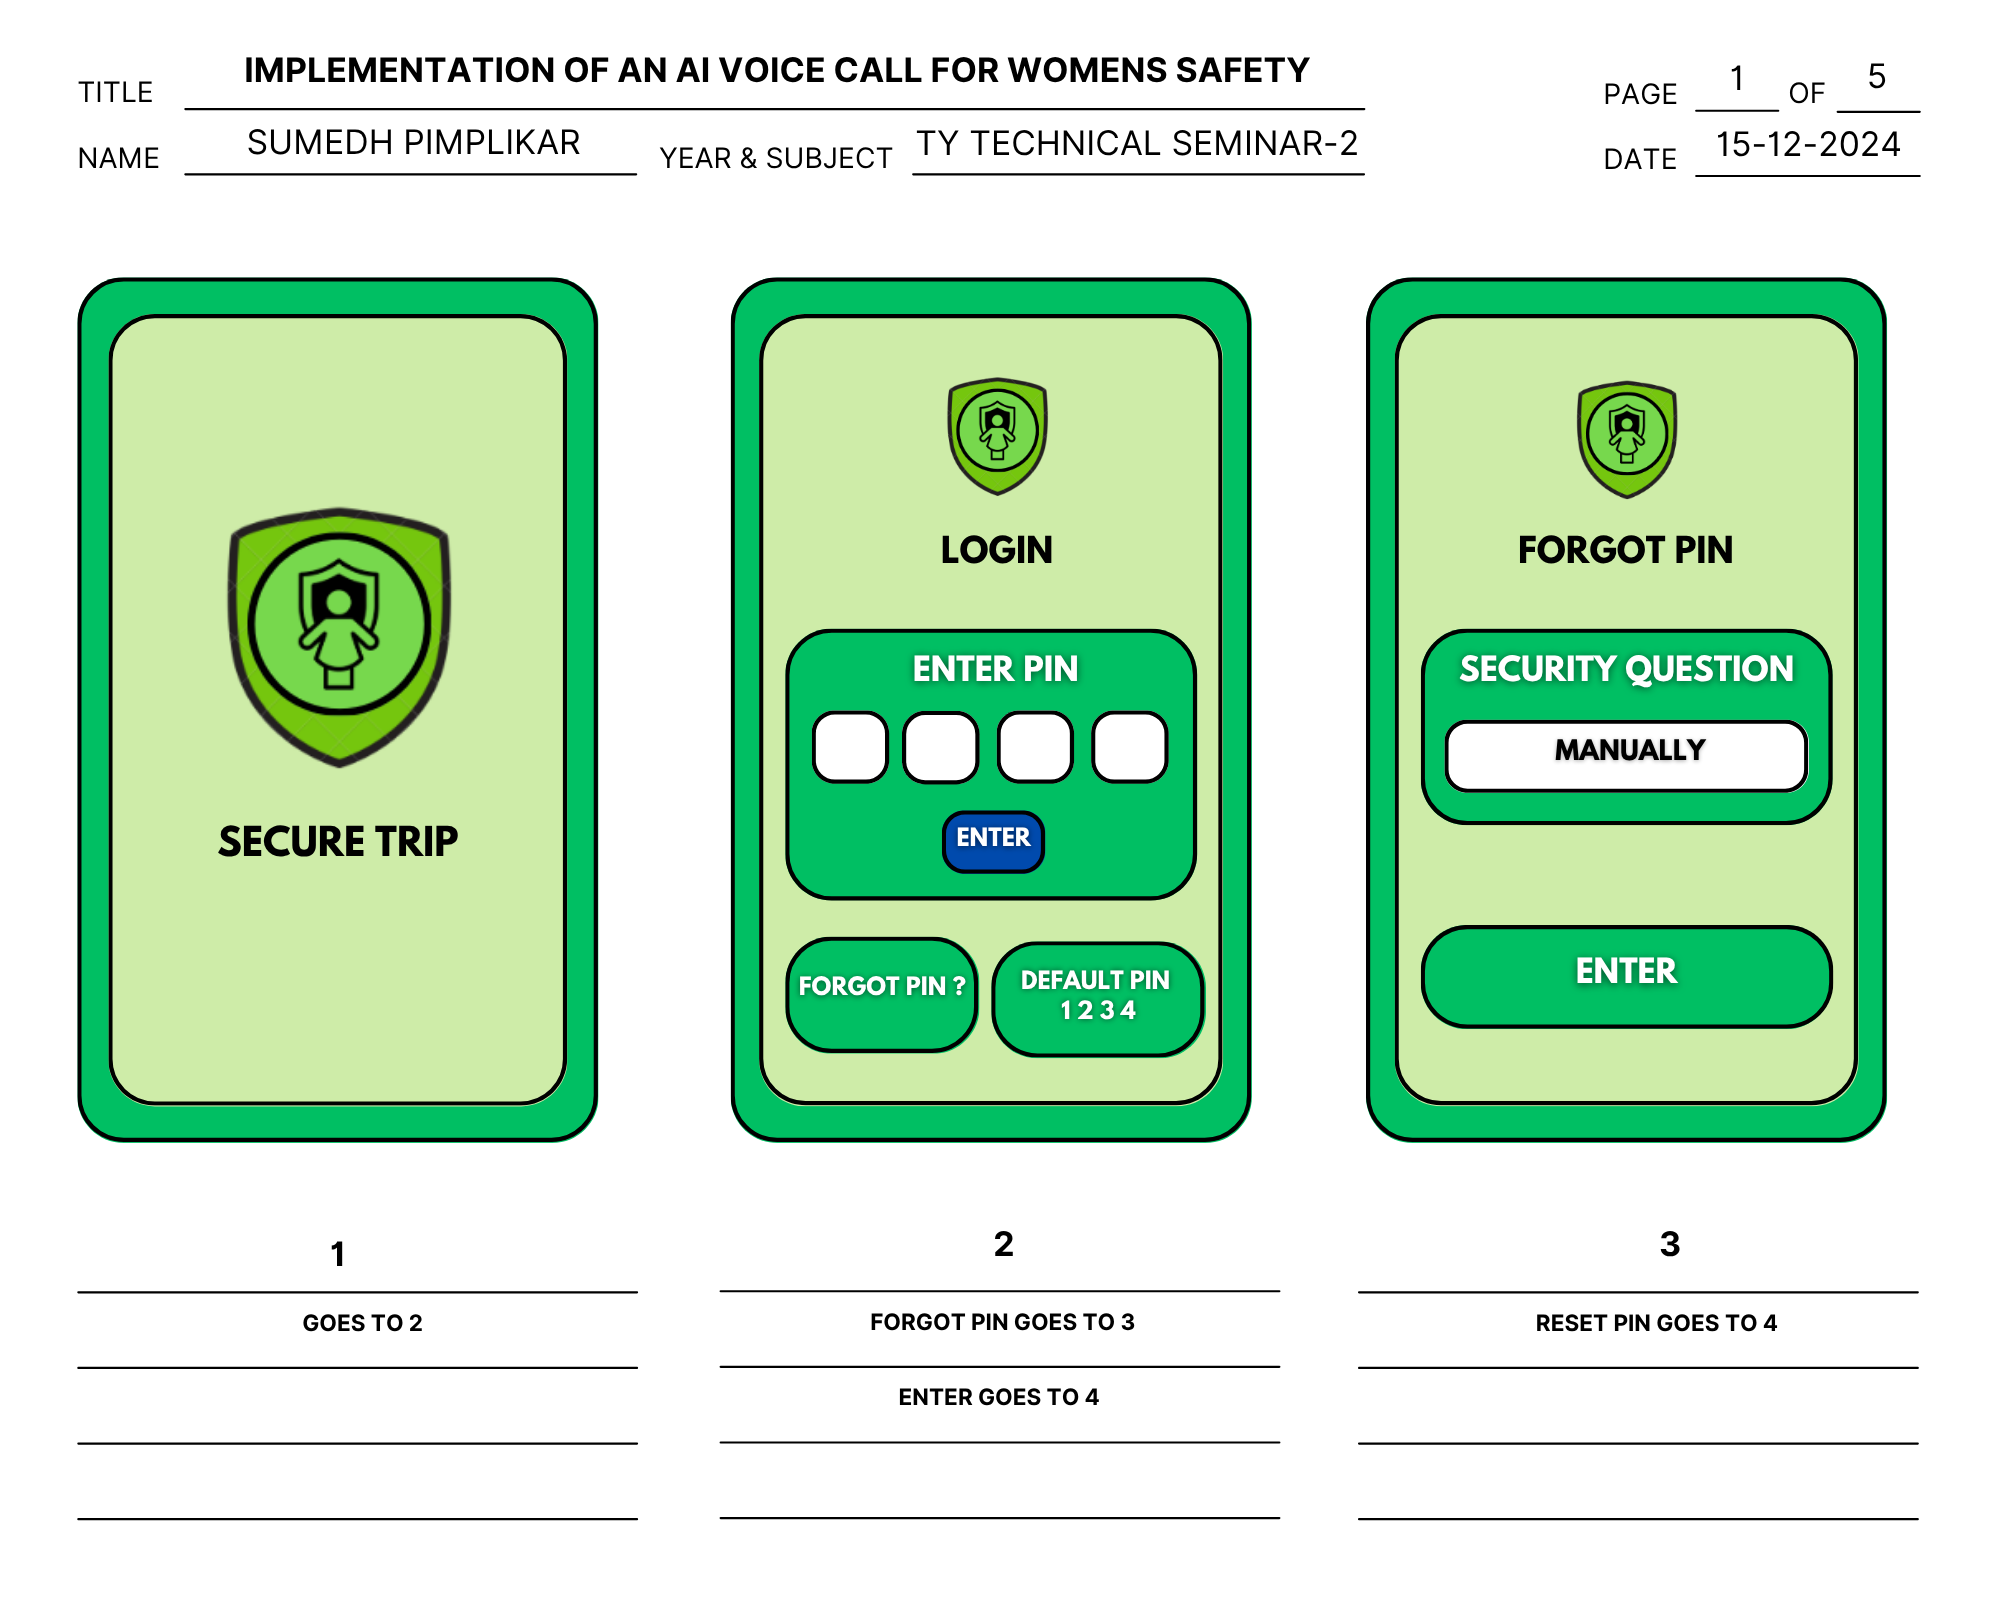 TITLE IMPLEMENTATION OF AN AI VOICE CALL FOR WOMENS SAFETY PAGE 1 OF 5
NAME SUMEDH PIMPLIKAR YEAR & SUBJECT TY TECHNICAL SEMINAR-2 DATE 15-12-2024
SECURE TRIP
LOGIN
ENTER PIN
ENTER
FORGOT PIN ?
DEFAULT PIN
1 2 3 4
FORGOT PIN
SECURITY QUESTION
MANUALLY
ENTER
1
GOES TO 2
2
FORGOT PIN GOES TO 3
ENTER GOES TO 4
3
RESET PIN GOES TO 4